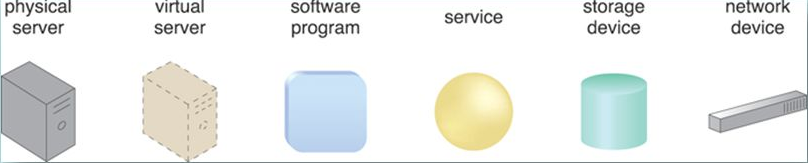 physical
server
virtual
server
software
program
service
storage
device
network
device